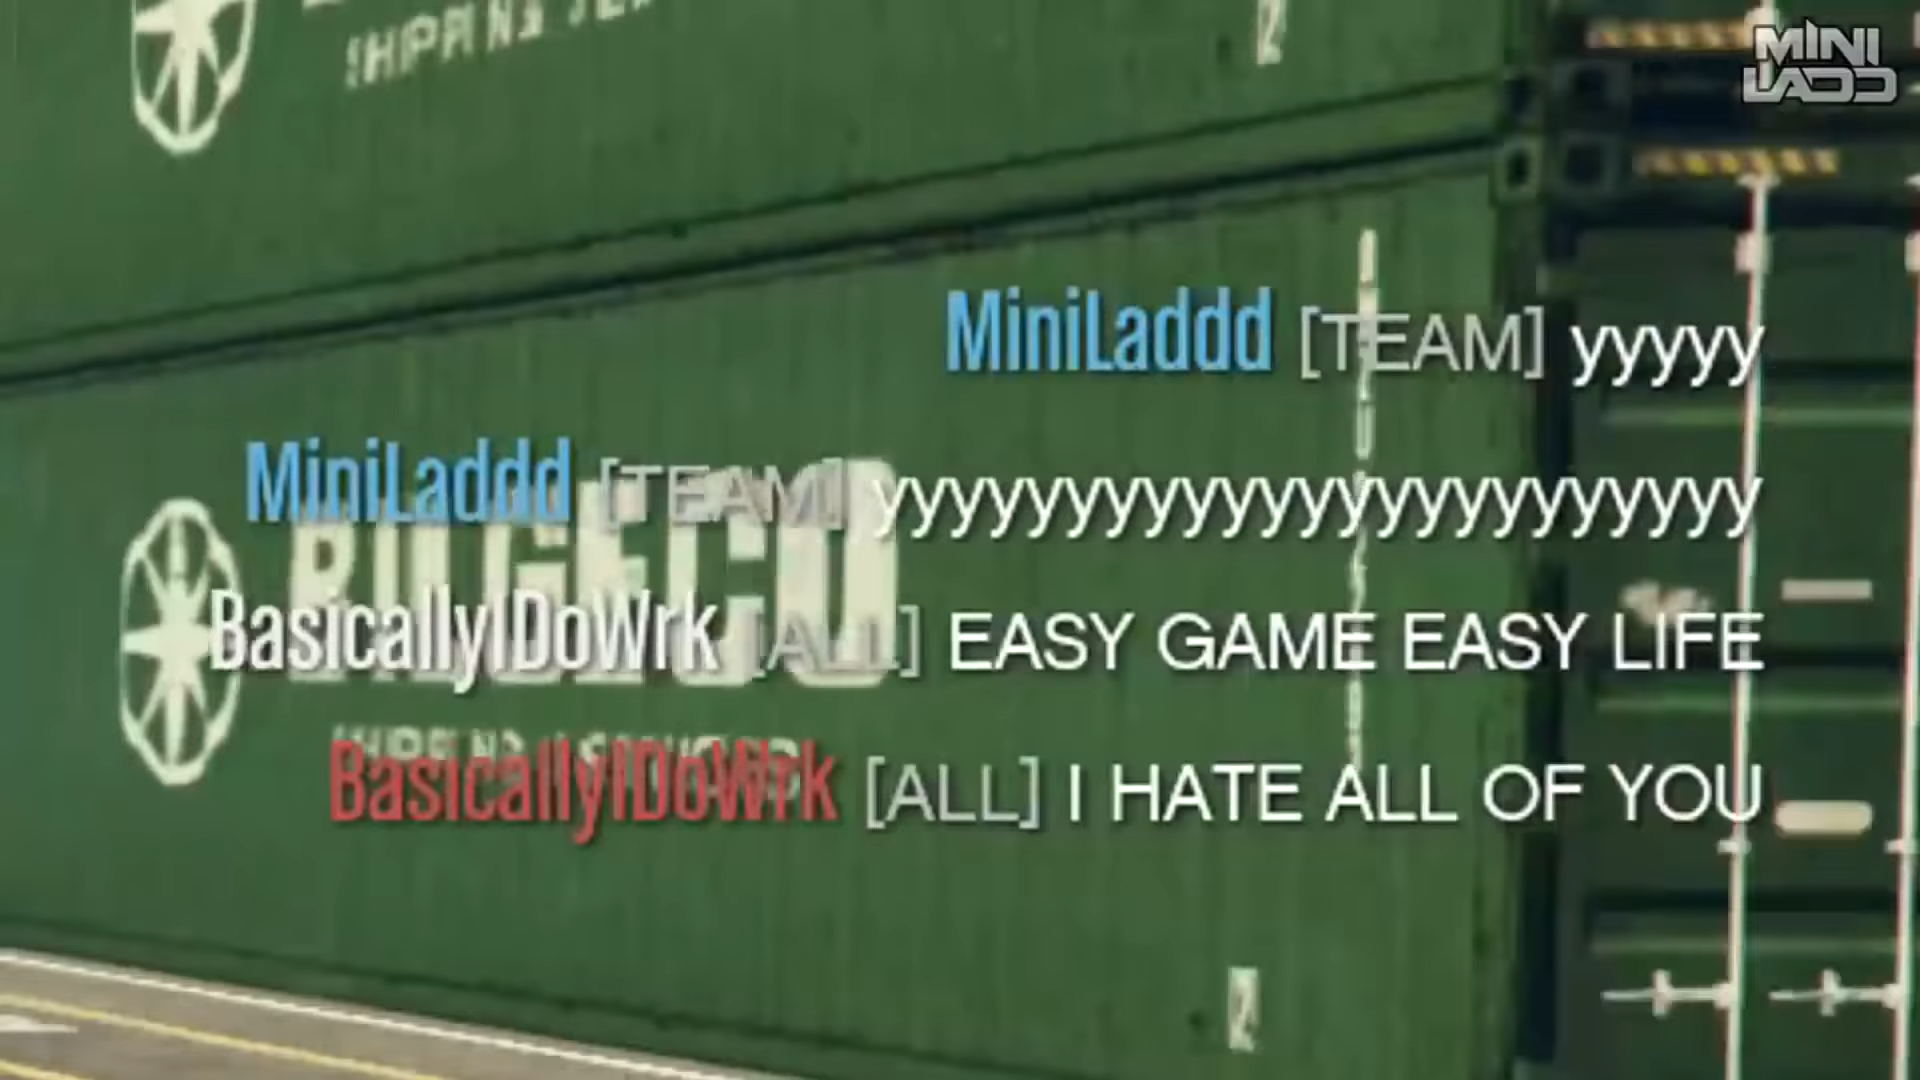 MINI
LADD
MiniLaddd [TEAM] yyyyy
MiniLaddd [TEAM] yyyyyyyyyyyyyyyyyyyyyyyy
BILGECO
BasicallyIDoWrk [ALL] EASY GAME EASY LIFE
BasicallyIDoWrk [ALL] I HATE ALL OF YOU